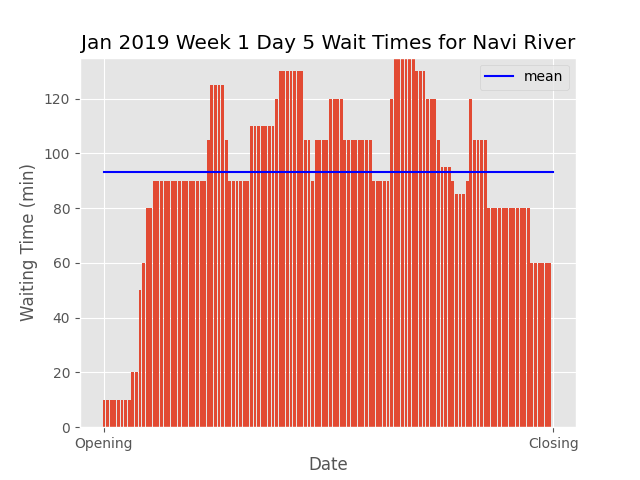 Jan 2019 Week 1 Day 5 Wait Times for Navi River
mean
120
100
80
60
40
20
0
Waiting Time (min)
Opening
Closing
Date